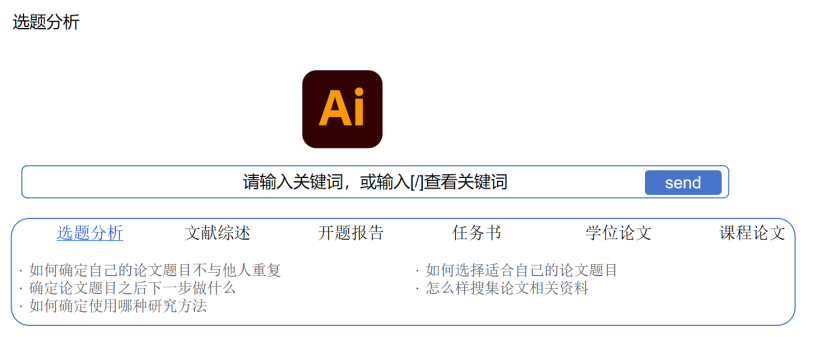 选题分析
Ai
请输入关键词，或输入[/]查看关键词
send
选题分析 文献综述 开题报告 任务书 学位论文 课程论文
· 如何确定自己的论文题目不与他人重复
· 确定论文题目之后下一步做什么
· 如何确定使用哪种研究方法
· 如何选择适合自己的论文题目
· 怎么样搜集论文相关资料